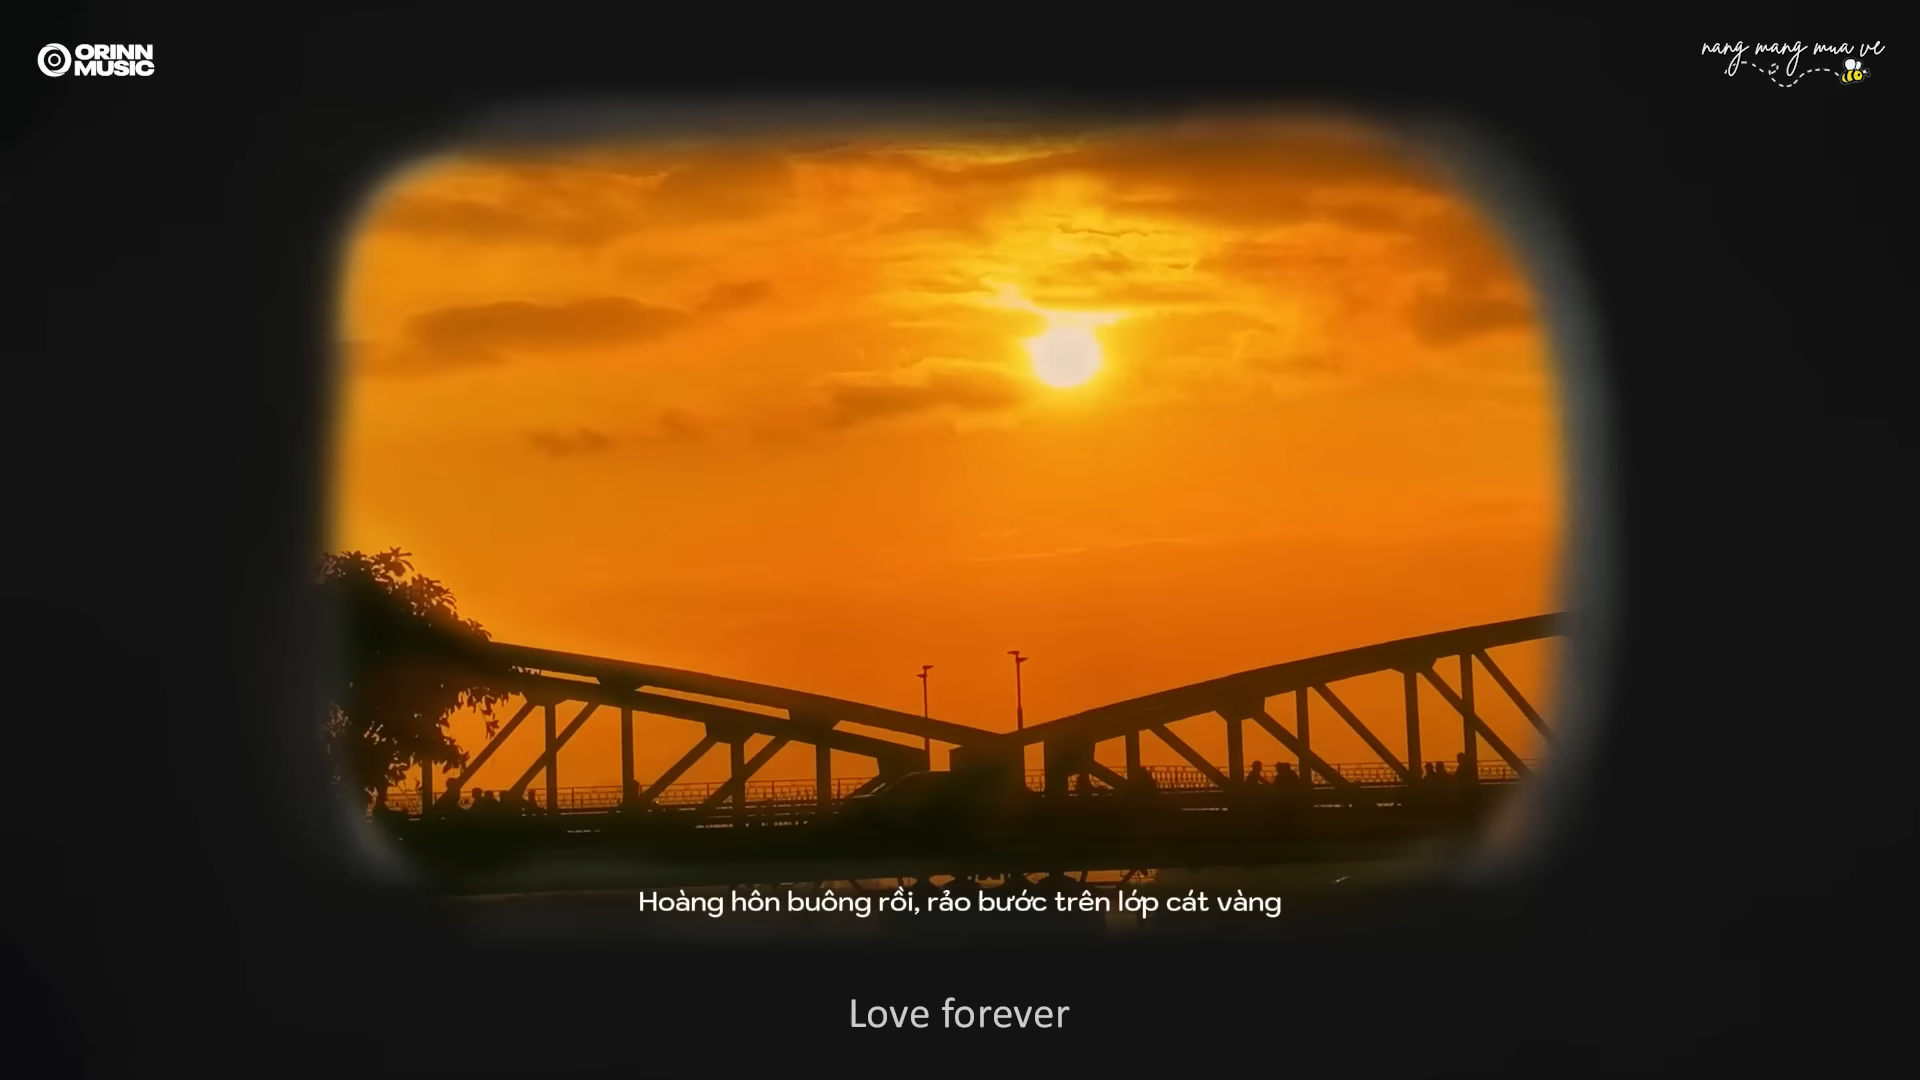 ORINN
MUSIC
nang mang mua ve
Hoàng hôn buông rồi, rảo bước trên lớp cát vàng
Love forever